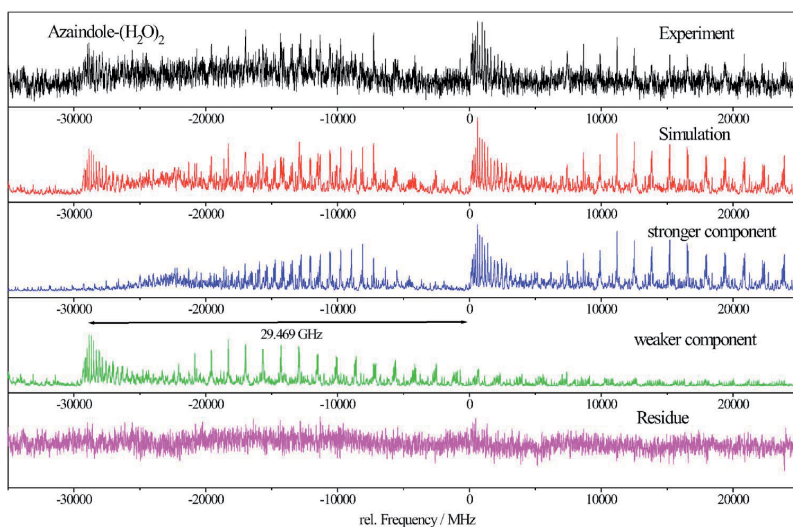 Azaindole-(H₂O)₂ Experiment
-30000 -20000 -10000 0 10000 20000
Simulation
-30000 -20000 -10000 0 10000 20000
stronger component
-30000 -20000 -10000 0 10000 20000
29.469 GHz
weaker component
-30000 -20000 -10000 0 10000 20000
Residue
-30000 -20000 -10000 0 10000 20000
rel. Frequency / MHz